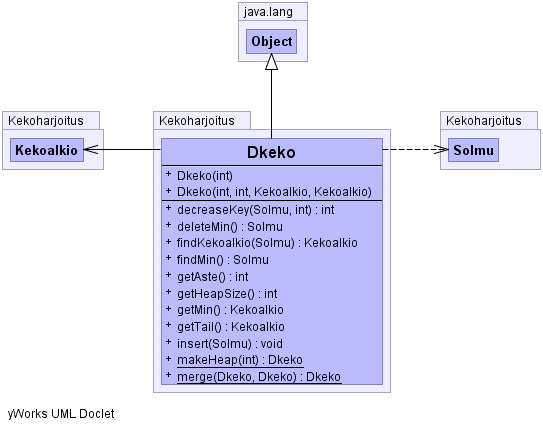 java.lang
Object
Kekoharjoitus
Kekoalkio
Kekoharjoitus
Dkeko
+ Dkeko(int)
+ Dkeko(int, int, Kekoalkio, Kekoalkio)
+ decreaseKey(Solmu, int) : int
+ deleteMin() : Solmu
+ findKekoalkio(Solmu) : Kekoalkio
+ findMin() : Solmu
+ getAste() : int
+ getHeapSize() : int
+ getMin() : Kekoalkio
+ getTail() : Kekoalkio
+ insert(Solmu) : void
+ makeHeap(int) : Dkeko
+ merge(Dkeko, Dkeko) : Dkeko
Kekoharjoitus
Solmu
yWorks UML Doclet